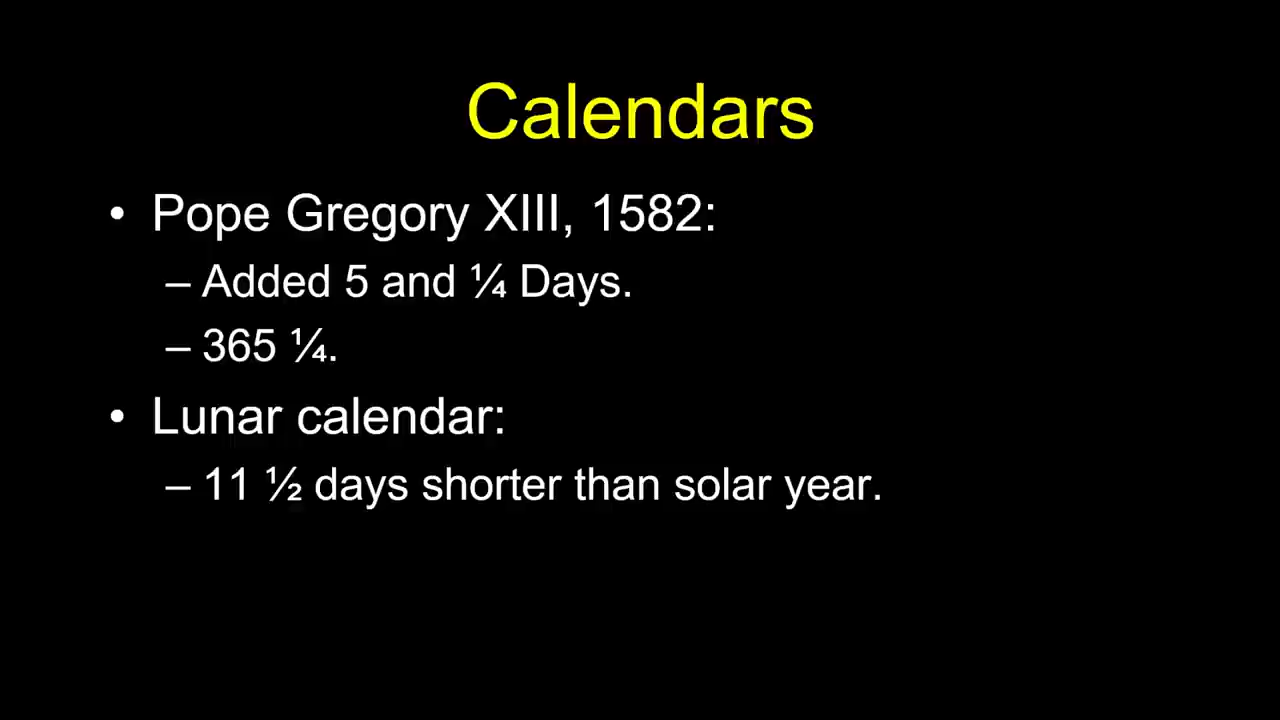 Calendars
• Pope Gregory XIII, 1582:
– Added 5 and ¼ Days.
– 365 ¼.
• Lunar calendar:
– 11 ½ days shorter than solar year.